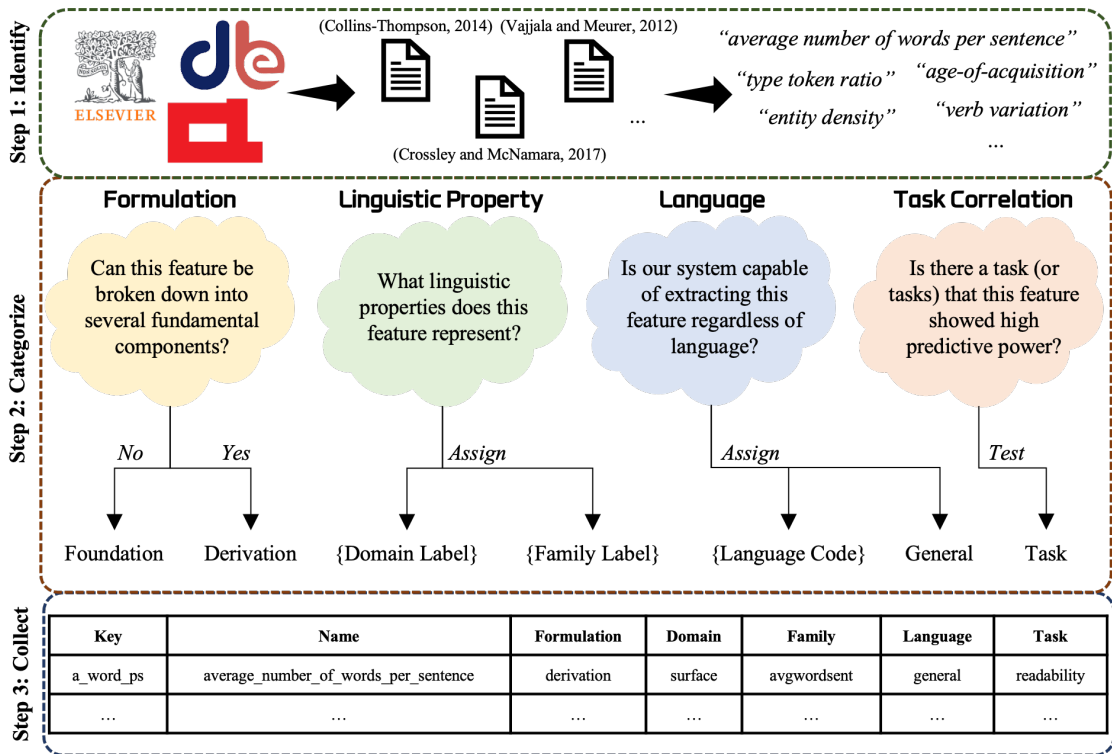 Step 1: Identify
ELSEVIER
(Collins-Thompson, 2014) (Vajjala and Meurer, 2012)
(Crossley and McNamara, 2017)
...
“average number of words per sentence”
“type token ratio”
“age-of-acquisition”
“entity density”
“verb variation”
...
Step 2: Categorize
Formulation
Can this feature be
broken down into
several fundamental
components?
No
Yes
Foundation
Derivation
Linguistic Property
What linguistic
properties does this
feature represent?
Assign
{Domain Label}
{Family Label}
Language
Is our system capable
of extracting this
feature regardless of
language?
Assign
{Language Code}
General
Task Correlation
Is there a task (or
tasks) that this feature
showed high
predictive power?
Test
Task
Step 3: Collect
Key Name Formulation Domain Family Language Task
a_word_ps average_number_of_words_per_sentence derivation surface avgwordsent general readability
... ... ... ... ... ... ...